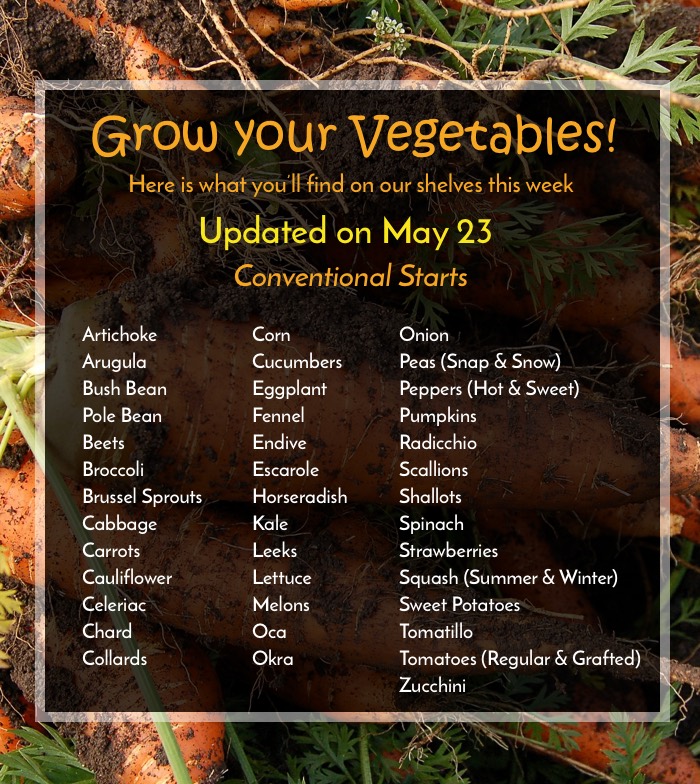 Grow your Vegetables!
Here is what you'll find on our shelves this week
Updated on May 23
Conventional Starts
Artichoke
Arugula
Bush Bean
Pole Bean
Beets
Broccoli
Brussel Sprouts
Cabbage
Carrots
Cauliflower
Celeriac
Chard
Collards
Corn
Cucumbers
Eggplant
Fennel
Endive
Escarole
Horseradish
Kale
Leeks
Lettuce
Melons
Oca
Okra
Onion
Peas (Snap & Snow)
Peppers (Hot & Sweet)
Pumpkins
Radicchio
Scallions
Shallots
Spinach
Strawberries
Squash (Summer & Winter)
Sweet Potatoes
Tomatillo
Tomatoes (Regular & Grafted)
Zucchini